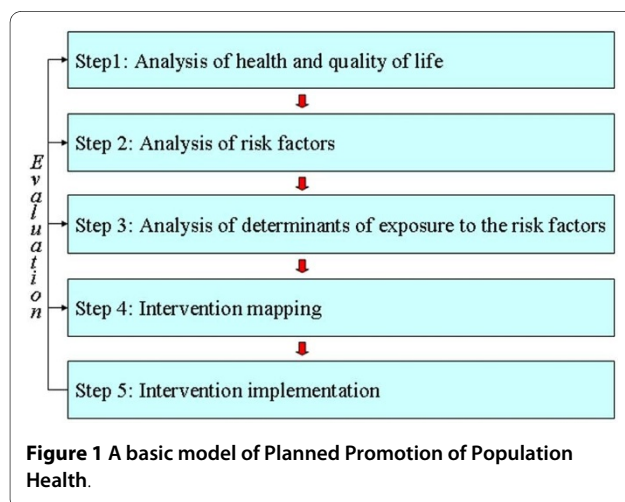 Step1: Analysis of health and quality of life
Step 2: Analysis of risk factors
Step 3: Analysis of determinants of exposure to the risk factors
Step 4: Intervention mapping
Step 5: Intervention implementation
Evaluation
Figure 1 A basic model of Planned Promotion of Population
Health.